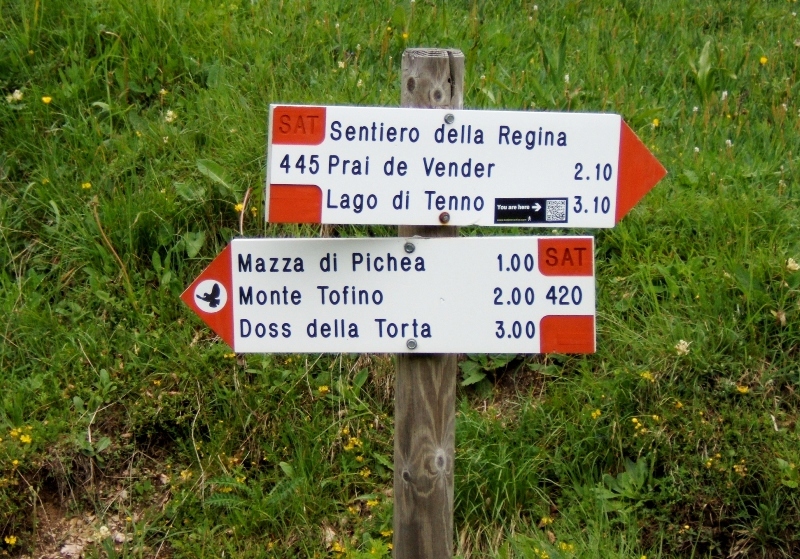 SAT Sentiero della Regina
445 Prai de Vender 2.10
Lago di Tenno You are here 3.10
Mazza di Pichea 1.00 SAT
Monte Tofino 2.00 420
Doss della Torta 3.00